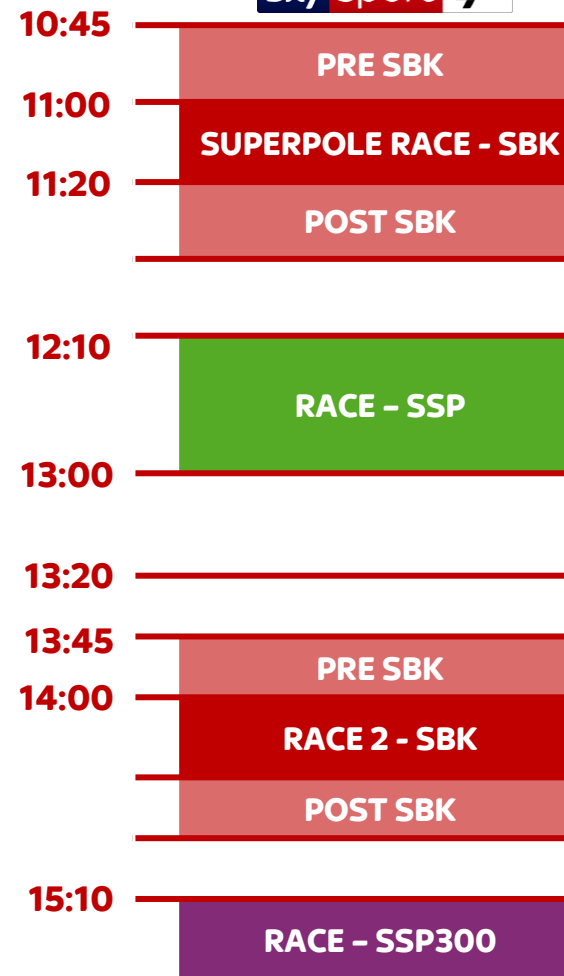 10:45
PRE SBK
11:00
SUPERPOLE RACE - SBK
11:20
POST SBK
12:10
RACE – SSP
13:00
13:20
13:45
PRE SBK
14:00
RACE 2 - SBK
POST SBK
15:10
RACE – SSP300